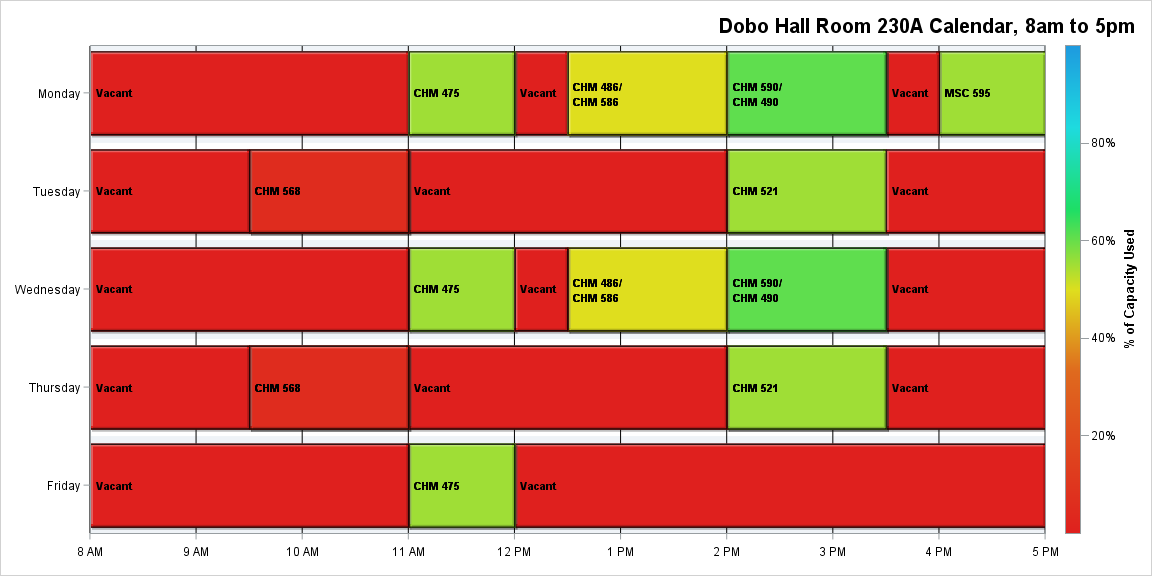 Dobo Hall Room 230A Calendar, 8am to 5pm
Monday
Vacant
CHM 475
Vacant
CHM 486/
CHM 586
CHM 590/
CHM 490
Vacant
MSC 595
Tuesday
Vacant
CHM 568
Vacant
CHM 521
Vacant
Wednesday
Vacant
CHM 475
Vacant
CHM 486/
CHM 586
CHM 590/
CHM 490
Vacant
Thursday
Vacant
CHM 568
Vacant
CHM 521
Vacant
Friday
Vacant
CHM 475
Vacant
8 AM
9 AM
10 AM
11 AM
12 PM
1 PM
2 PM
3 PM
4 PM
5 PM
80%
60%
40%
20%
% of Capacity Used